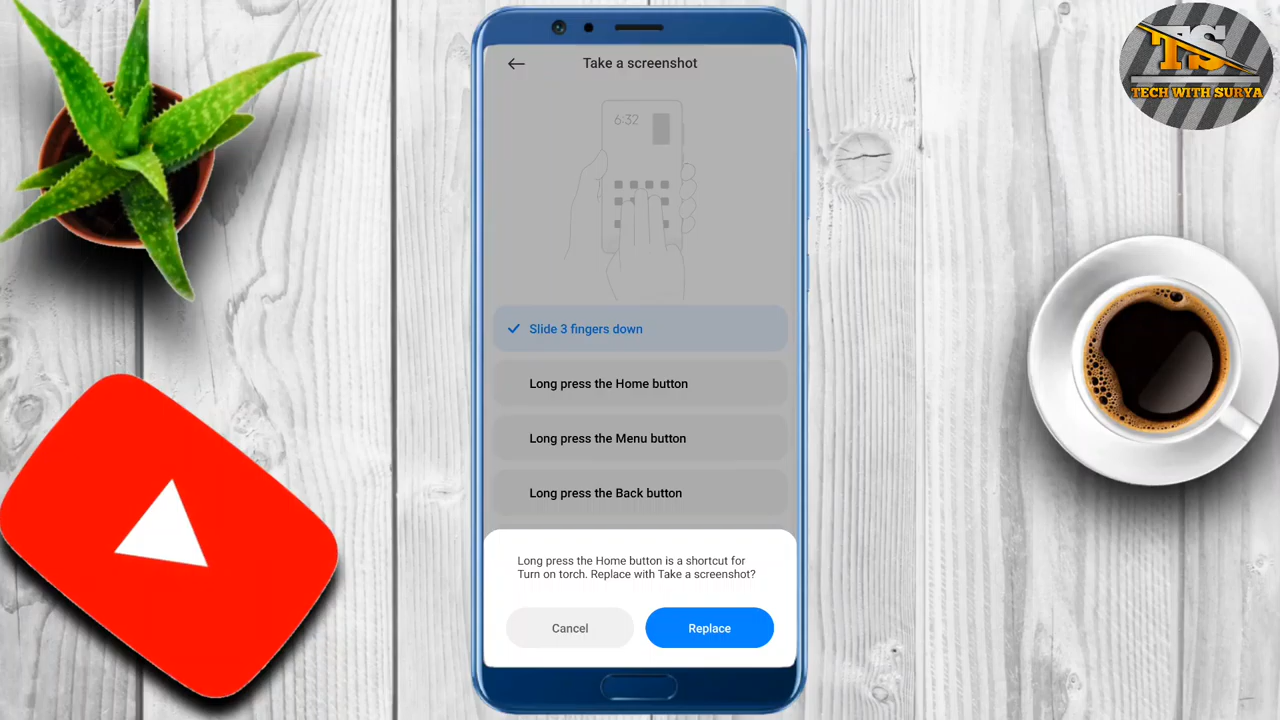 TS
TECH WITH SURYA
Take a screenshot
6:32
Slide 3 fingers down
Long press the Home button
Long press the Menu button
Long press the Back button
Long press the Home button is a shortcut for
Turn on torch. Replace with Take a screenshot?
Cancel
Replace